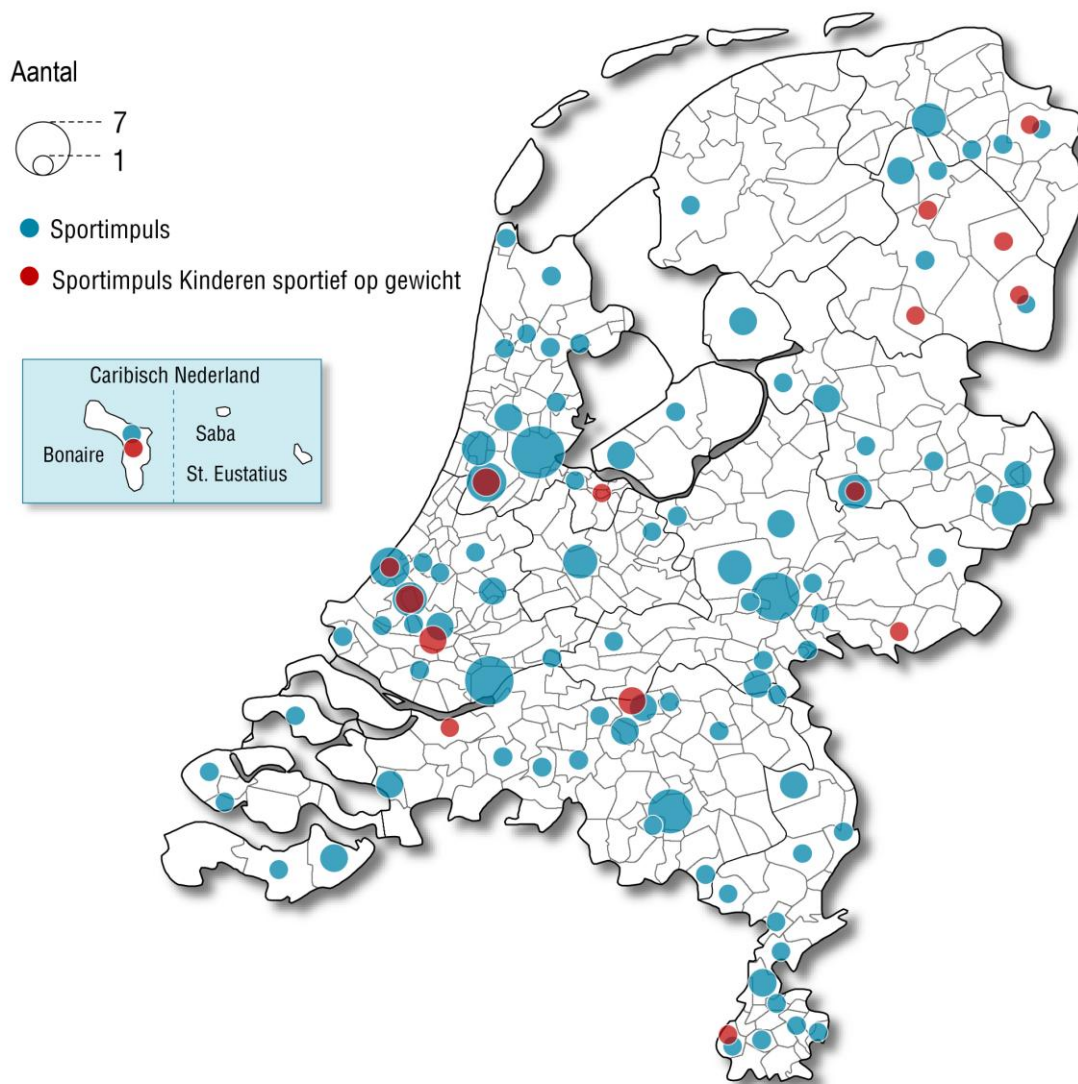 Aantal
7
1
Sportimpuls
Sportimpuls Kinderen sportief op gewicht
Caribisch Nederland
Bonaire
Saba
St. Eustatius